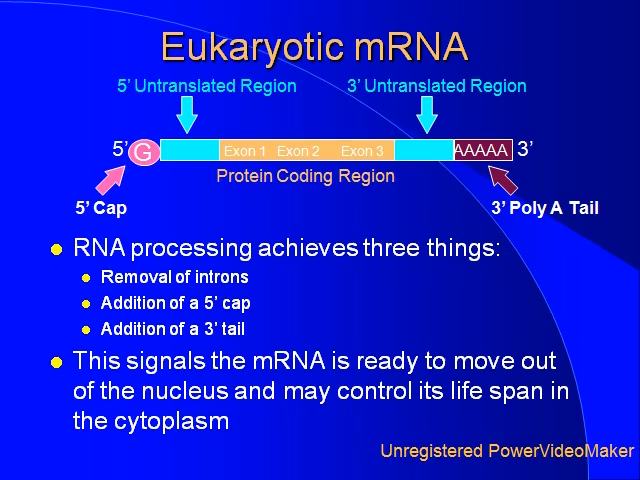 Eukaryotic mRNA
5’ Untranslated Region 3’ Untranslated Region
5’ G Exon 1 Exon 2 Exon 3 AAAAA 3’
Protein Coding Region
5’ Cap 3’ Poly A Tail
RNA processing achieves three things:
Removal of introns
Addition of a 5’ cap
Addition of a 3’ tail
This signals the mRNA is ready to move out
of the nucleus and may control its life span in
the cytoplasm
Unregistered PowerVideoMaker